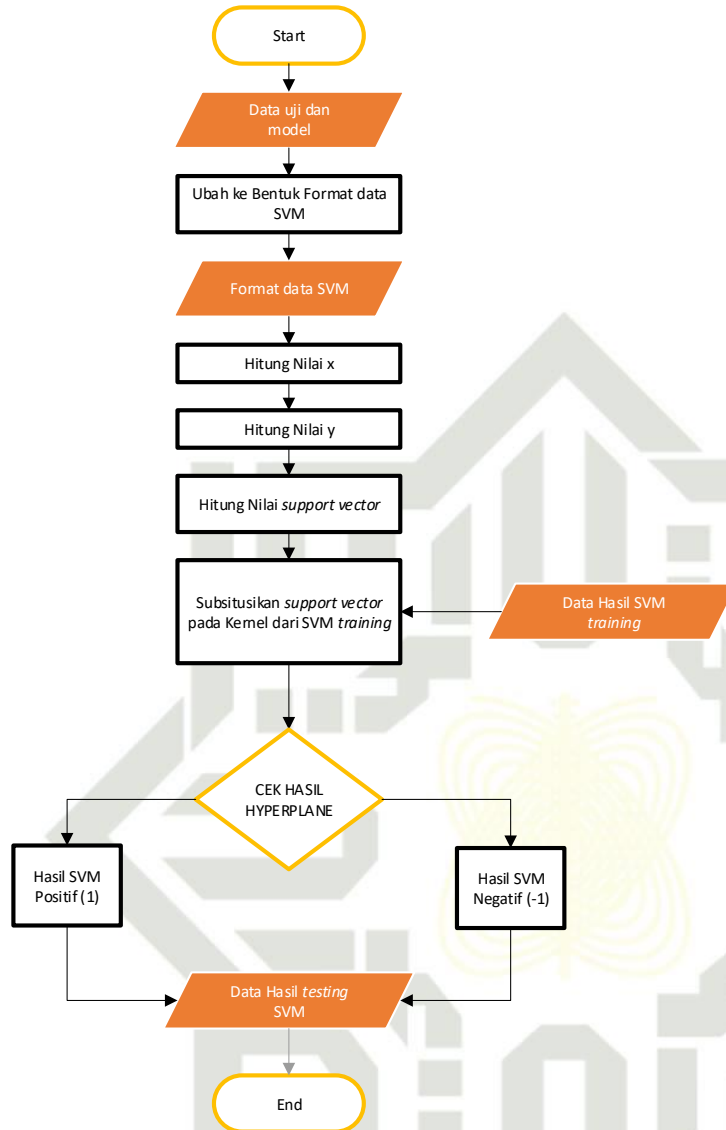 Start
Data uji dan
model
Ubah ke Bentuk Format data
SVM
Format data SVM
Hitung Nilai x
Hitung Nilai y
Hitung Nilai support vector
Subsitusikan support vector
pada Kernel dari SVM training
Data Hasil SVM
training
CEK HASIL
HYPERPLANE
Hasil SVM
Positif (1)
Hasil SVM
Negatif (-1)
Data Hasil testing
SVM
End